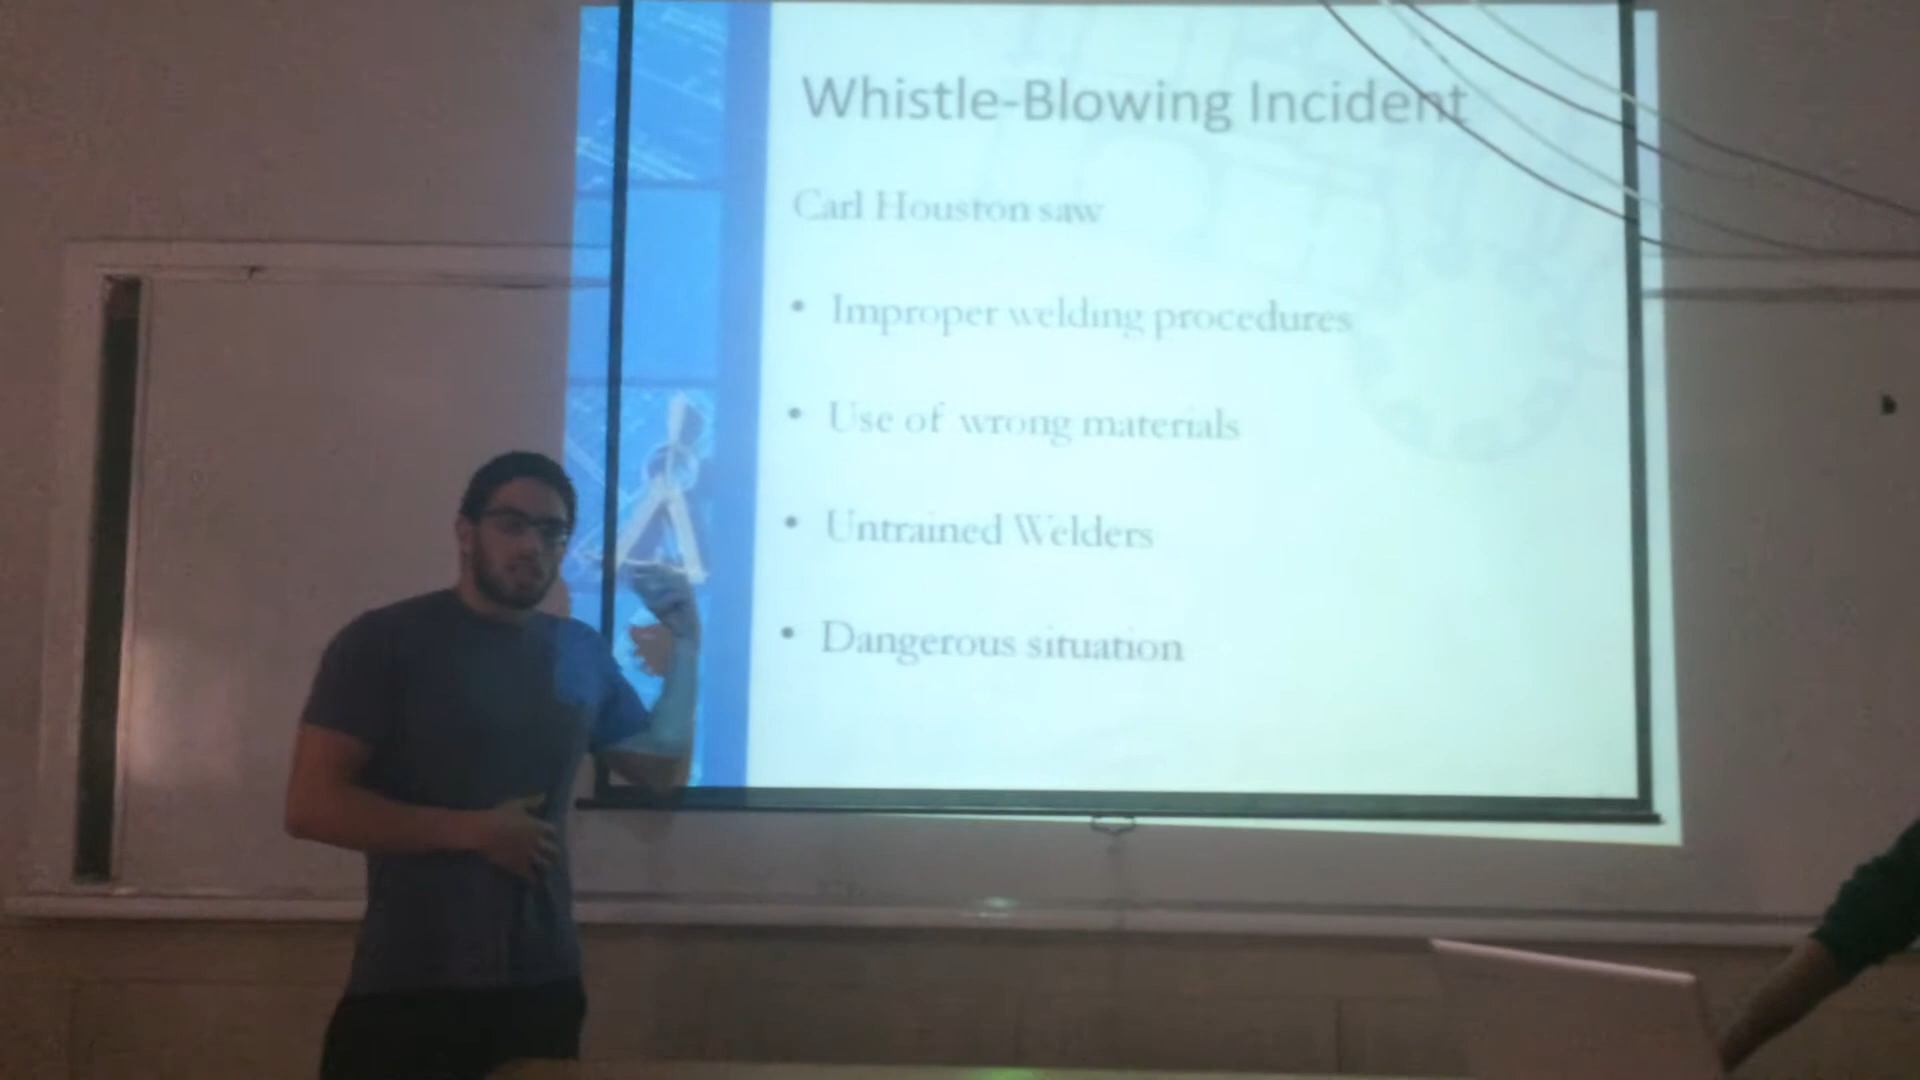 Whistle-Blowing Incident
Carl Houston saw
• Improper welding procedures
• Use of wrong materials
• Untrained Welders
• Dangerous situation